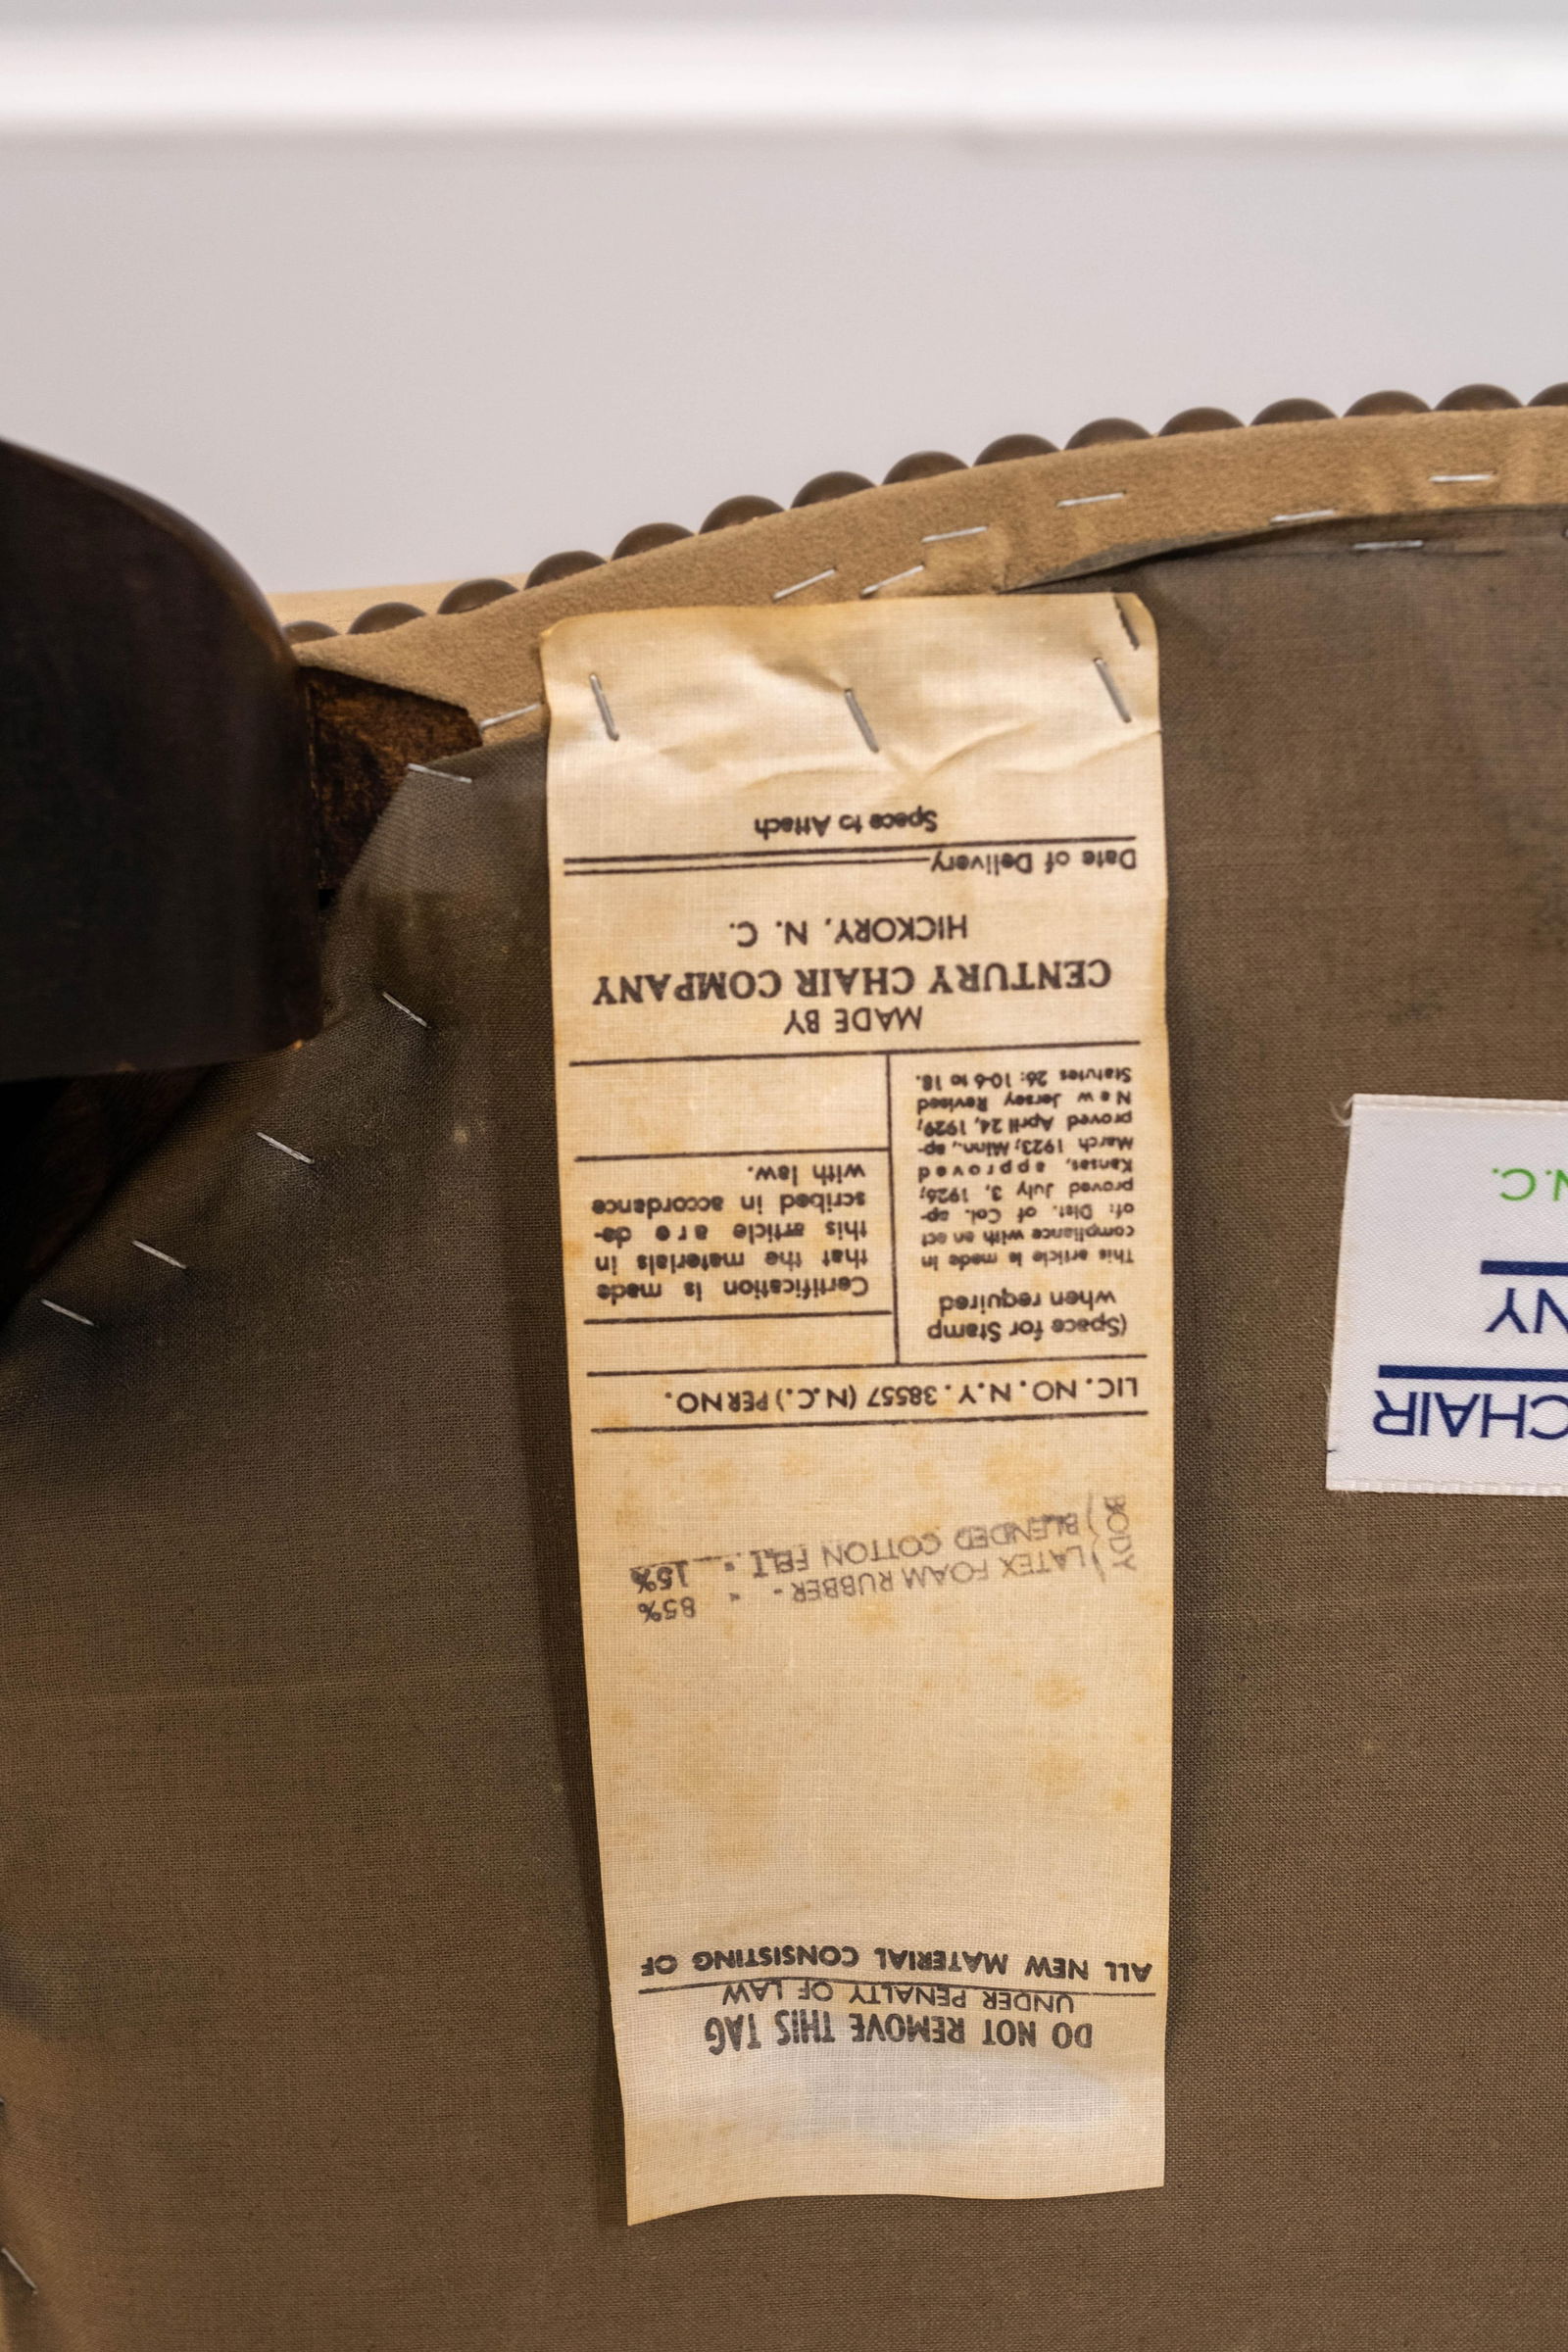 DO NOT REMOVE THIS TAG
UNDER PENALTY OF LAW
ALL NEW MATERIAL CONSISTING OF
85%
BODY ) LATEX FOAM RUBBER - "
) BLENDED COTTON FELT. " 15%
LIC. NO. N.Y. 38557 (N.C.) PER NO.
(Space for Stamp
when required
This article is made in
compliance with an act
of: Dist. of Col. ap-
proved July 3, 1926;
Kansas, approved
March 1923; Minn., ap-
proved April 24, 1929;
New Jersey Revised
Statutes 26: 10-6 to 18.
Certification is made
that the materials in
this article are de-
scribed in accordance
with law.
MADE BY
CENTURY CHAIR COMPANY
HICKORY, N. C.
Date of Delivery
Space to Attach
CHAIR
NY
N.C.